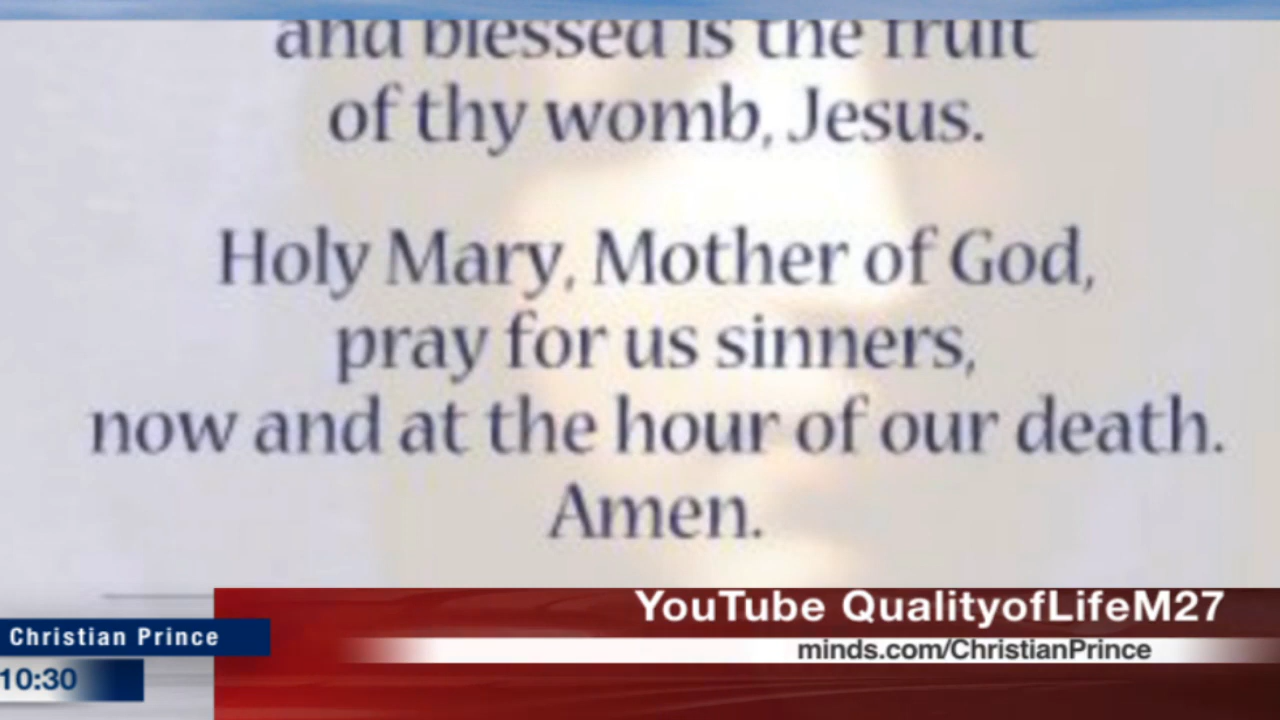 and blessed is the fruit
of thy womb, Jesus.
Holy Mary, Mother of God,
pray for us sinners,
now and at the hour of our death.
Amen.
YouTube QualityofLifeM27
Christian Prince
minds.com/ChristianPrince
10:30